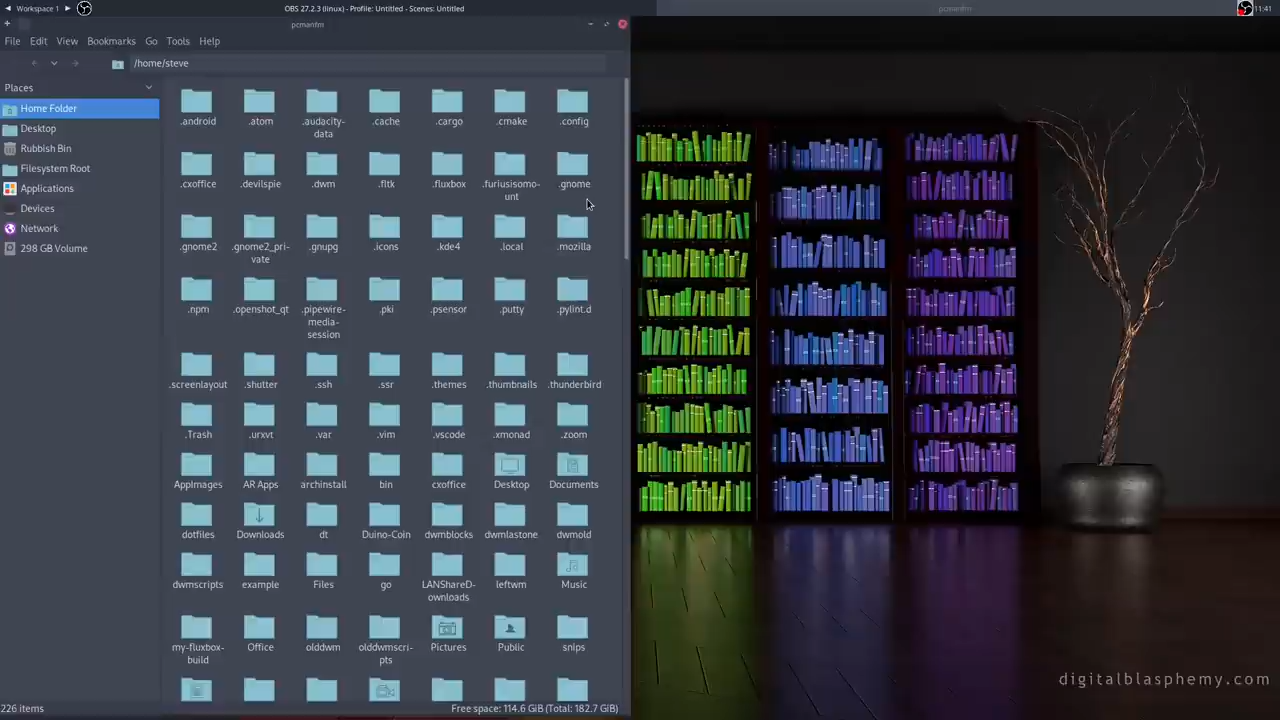 Workspace 1
OBS 27.2.3 (linux) - Profile: Untitled - Scenes: Untitled
pcmanfm
11:41
pcmanfm
File Edit View Bookmarks Go Tools Help
/home/steve
Places
Home Folder
Desktop
Rubbish Bin
Filesystem Root
Applications
Devices
Network
298 GB Volume
.android .atom .audacity-data .cache .cargo .cmake .config
.cxoffice .devilspie .dwm .fltk .fluxbox .furiusisomo-unt .gnome
.gnome2 .gnome2_pri-vate .gnupg .icons .kde4 .local .mozilla
.npm .openshot_qt .pipewire-media-session .pki .psensor .putty .pylint.d
.screenlayout .shutter .ssh .ssr .themes .thumbnails .thunderbird
.Trash .urxvt .var .vim .vscode .xmonad .zoom
AppImages AR Apps archinstall bin cxoffice Desktop Documents
dotfiles Downloads dt Duino-Coin dwmblocks dwmlastone dwmold
dwmscripts example Files go LANShareD-ownloads leftwm Music
my-fluxbox-build Office olddwm olddwmscri-pts Pictures Public snips
226 items
Free space: 114.6 GiB (Total: 182.7 GiB)
digitalblasphemy.com